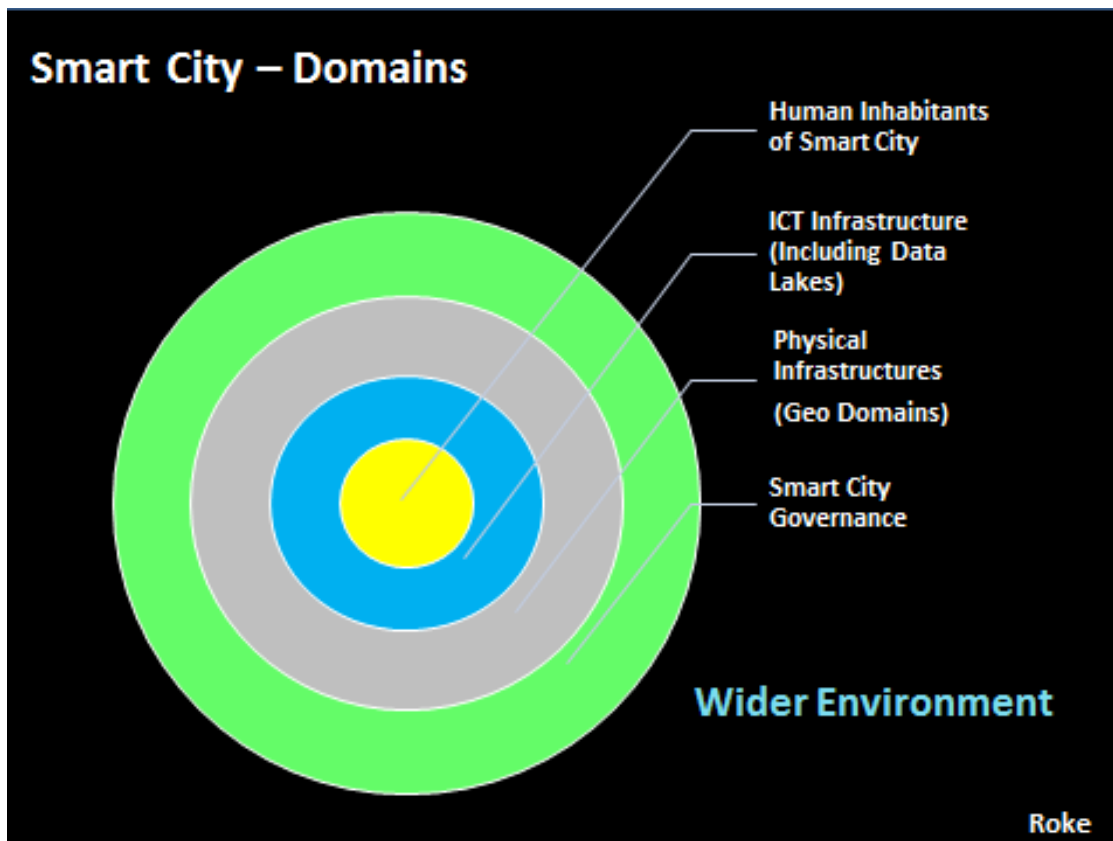 Smart City – Domains
Human Inhabitants
of Smart City
ICT Infrastructure
(Including Data
Lakes)
Physical
Infrastructures
(Geo Domains)
Smart City
Governance
Wider Environment
Roke